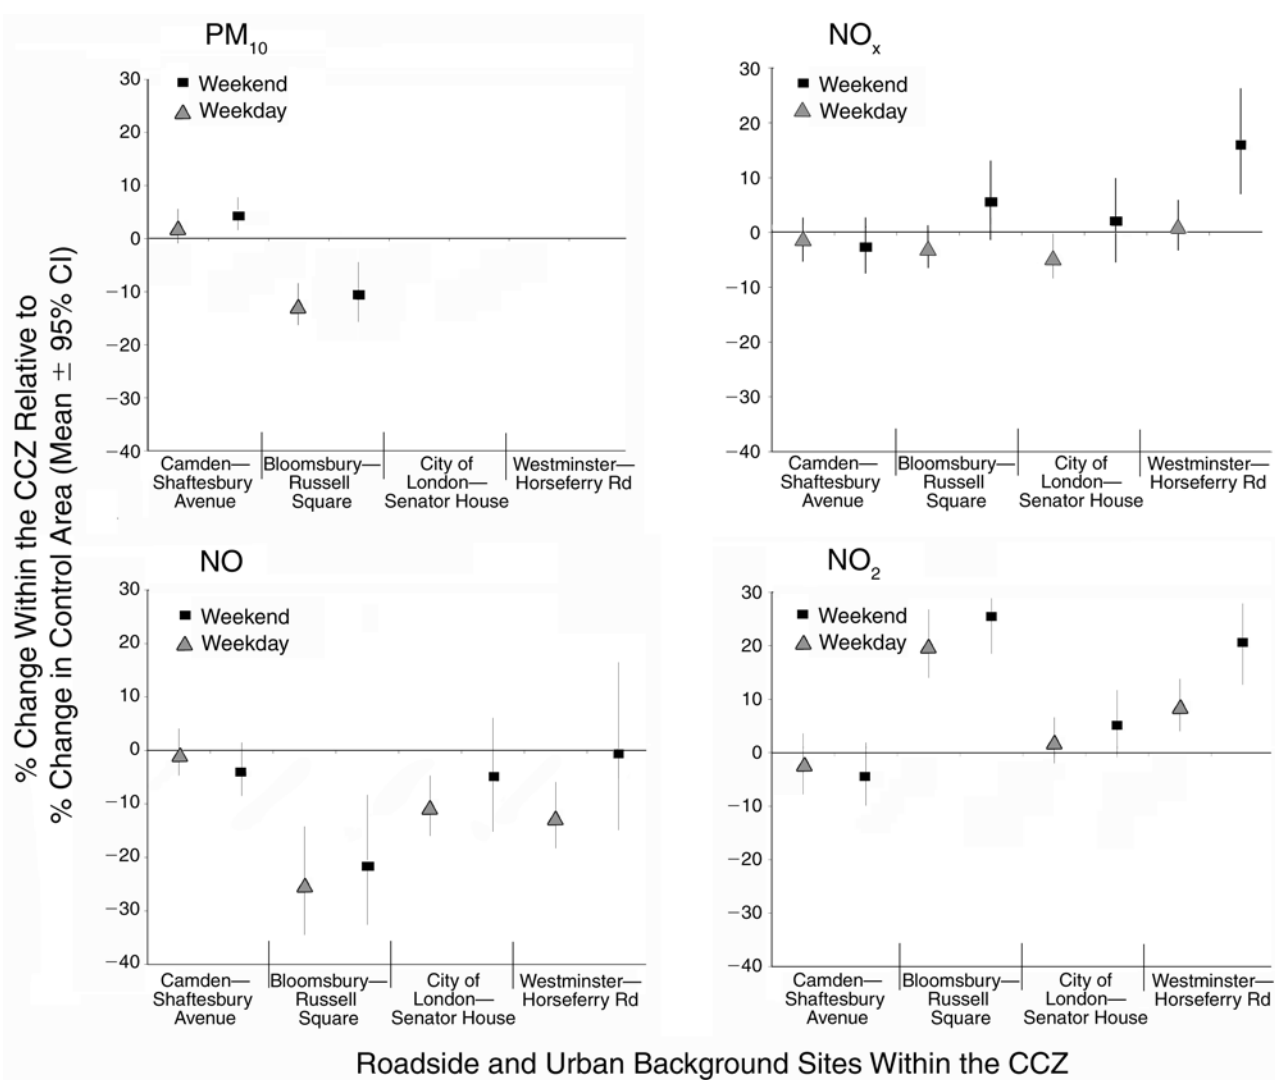 PM10
Weekend
Weekday
30
20
10
0
−10
−20
−30
−40
Camden—
Shaftesbury
Avenue
Bloomsbury—
Russell
Square
City of
London—
Senator House
Westminster—
Horseferry Rd
NOx
Weekend
Weekday
30
20
10
0
−10
−20
−30
−40
Camden—
Shaftesbury
Avenue
Bloomsbury—
Russell
Square
City of
London—
Senator House
Westminster—
Horseferry Rd
% Change Within the CCZ Relative to
% Change in Control Area (Mean ± 95% CI)
NO
Weekend
Weekday
30
20
10
0
−10
−20
−30
−40
Camden—
Shaftesbury
Avenue
Bloomsbury—
Russell
Square
City of
London—
Senator House
Westminster—
Horseferry Rd
NO2
Weekend
Weekday
30
20
10
0
−10
−20
−30
−40
Camden—
Shaftesbury
Avenue
Bloomsbury—
Russell
Square
City of
London—
Senator House
Westminster—
Horseferry Rd
Roadside and Urban Background Sites Within the CCZ